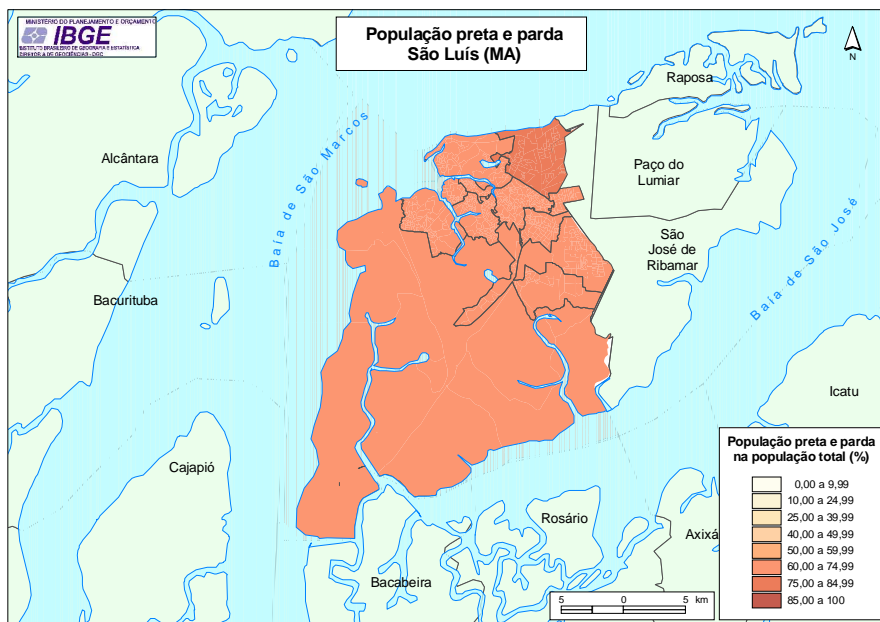 MINISTÉRIO DO PLANEJAMENTO E ORÇAMENTO
IBGE
INSTITUTO BRASILEIRO DE GEOGRAFIA E ESTATÍSTICA
DIRETORIA DE GEOCIÊNCIAS - DGC
População preta e parda
São Luís (MA)
N
Raposa
Alcântara
Baía de São Marcos
Paço do
Lumiar
São
José de
Ribamar
Baía de São José
Bacurituba
Icatu
Cajapió
Rosário
Axixá
Bacabeira
População preta e parda
na população total (%)
0,00 a 9,99
10,00 a 24,99
25,00 a 39,99
40,00 a 49,99
50,00 a 59,99
60,00 a 74,99
75,00 a 84,99
85,00 a 100
5 0 5 km